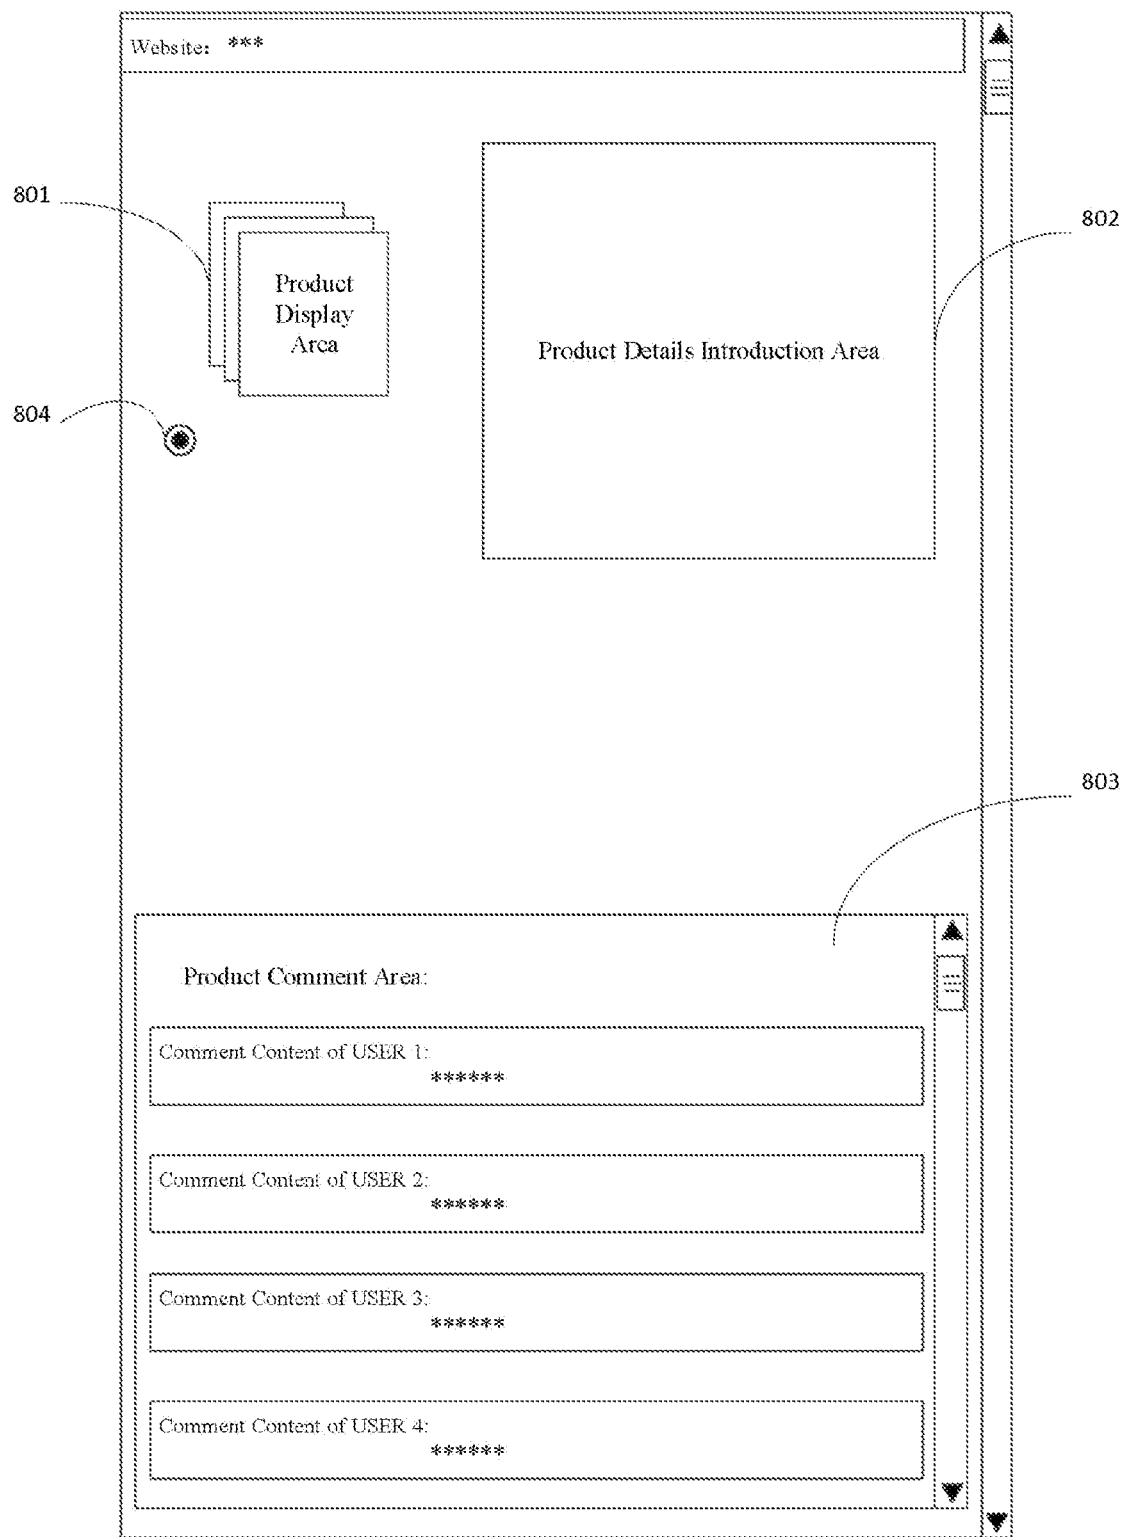 Website: ***
801
802
Product
Display
Area
Product Details Introduction Area
804
803
Product Comment Area:
Comment Content of USER 1:
******
Comment Content of USER 2:
******
Comment Content of USER 3:
******
Comment Content of USER 4:
******